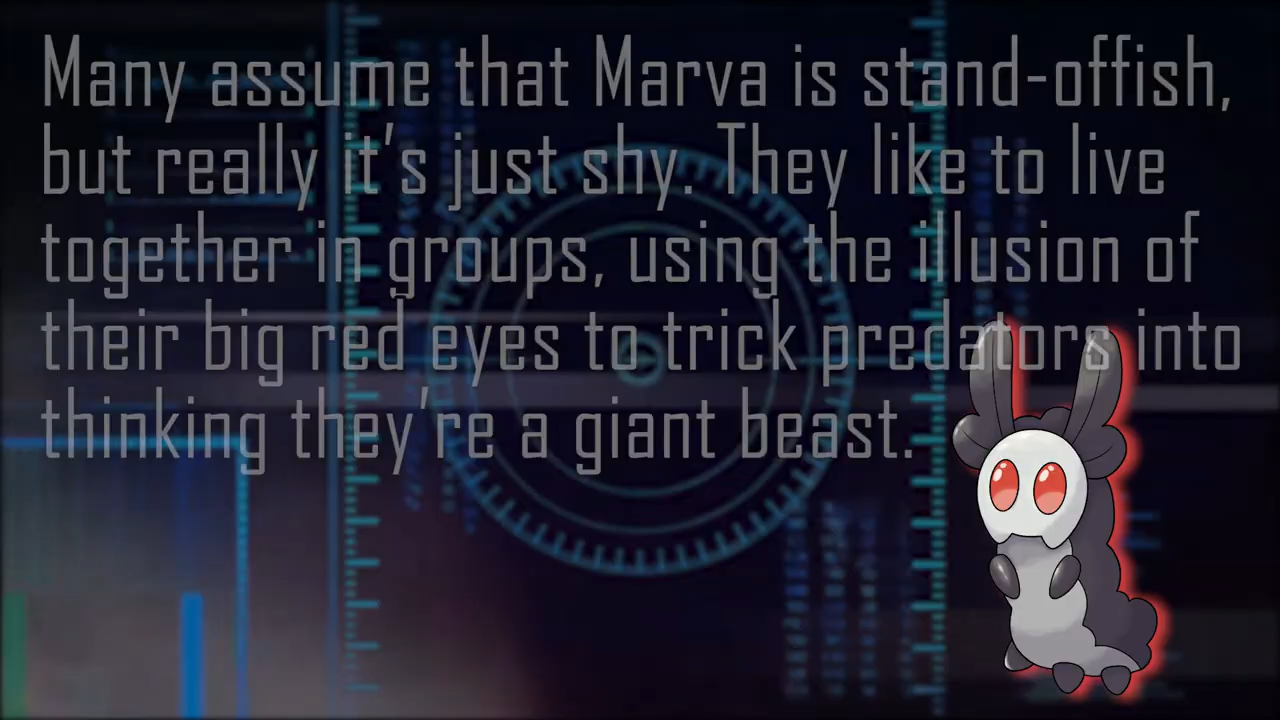 Many assume that Marva is stand-offish,
but really it's just shy. They like to live
together in groups, using the illusion of
their big red eyes to trick predators into
thinking they're a giant beast.